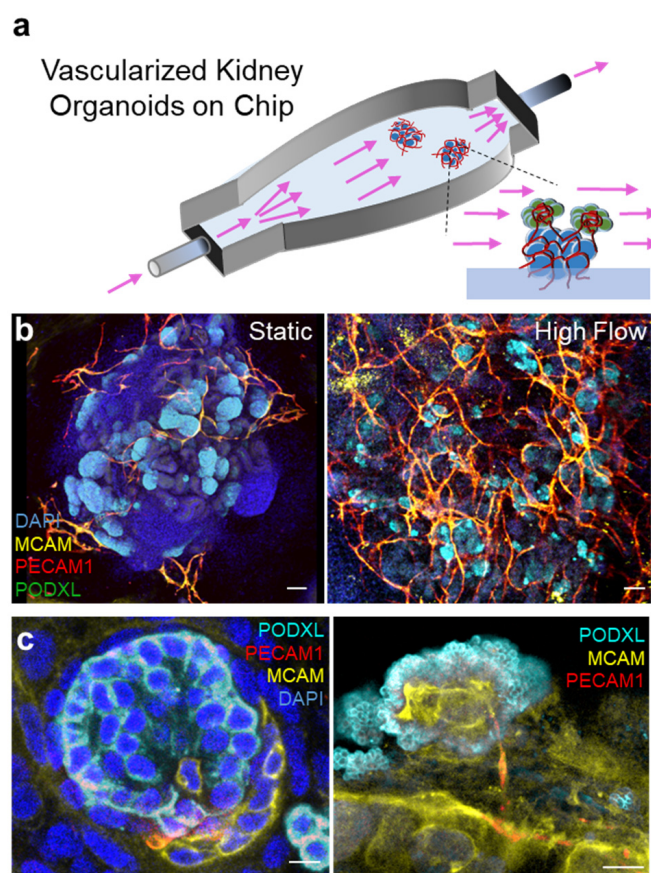 a
Vascularized Kidney
Organoids on Chip
b
Static
High Flow
DAPI
MCAM
PECAM1
PODXL
c
PODXL
PECAM1
MCAM
DAPI
PODXL
MCAM
PECAM1